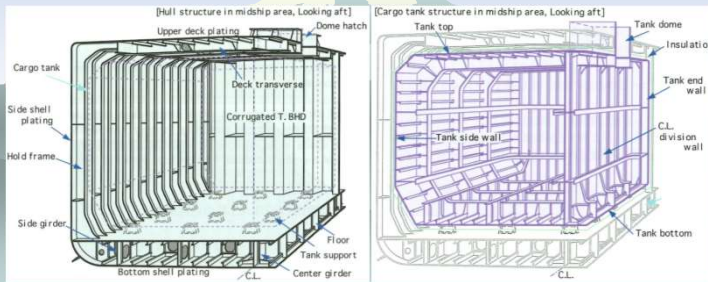 [Hull structure in midship area, Looking aft]
Upper deck plating
Dome hatch
Deck transverse
Cargo tank
Corrugated T. BHD
Side shell
plating
Hold frame
Side girder
Floor
Tank support
Bottom shell plating
Center girder
C.L.
[Cargo tank structure in midship area, Looking aft]
Tank top
Tank dome
Insulation
Tank end
wall
Tank side wall
C.L.
division
wall
Tank bottom
C.L.